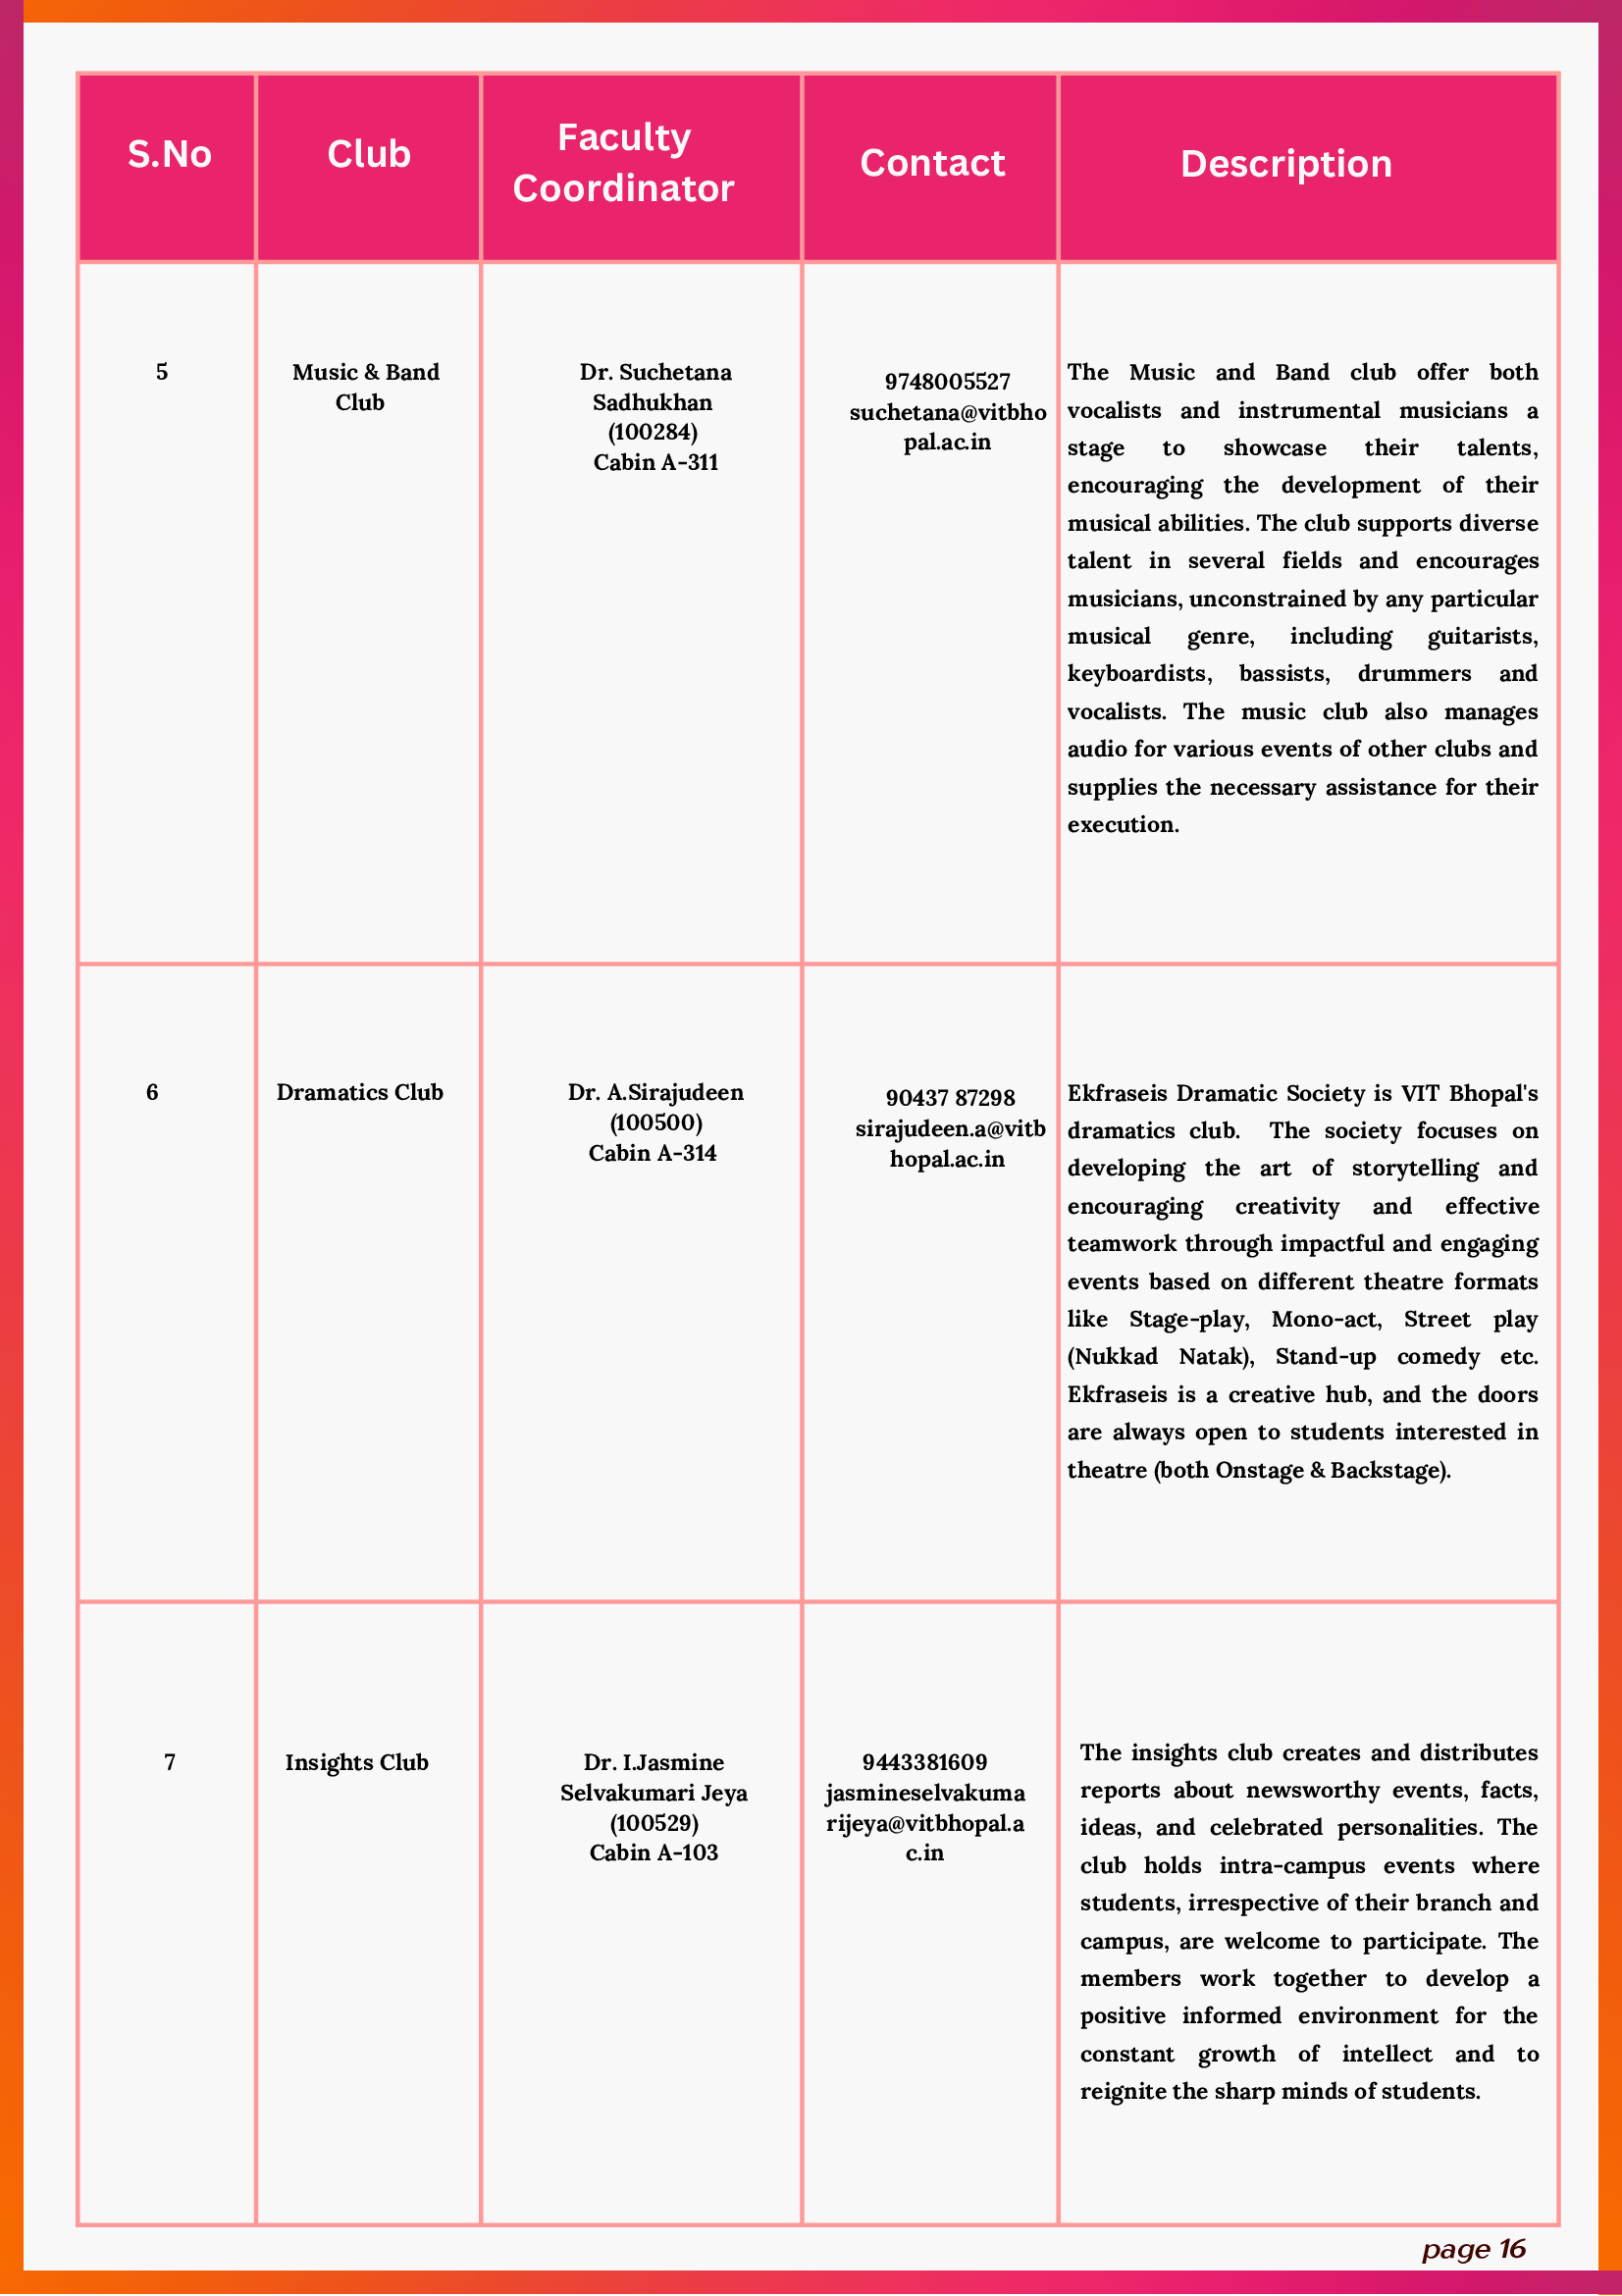 S.No
Club
Faculty
Coordinator
Contact
Description
5
Music & Band
Club
Dr. Suchetana
Sadhukhan
(100284)
Cabin A-311
9748005527
suchetana@vitbho
pal.ac.in
The Music and Band club offer both
vocalists and instrumental musicians a
stage to showcase their talents,
encouraging the development of their
musical abilities. The club supports diverse
talent in several fields and encourages
musicians, unconstrained by any particular
musical genre, including guitarists,
keyboardists, bassists, drummers and
vocalists. The music club also manages
audio for various events of other clubs and
supplies the necessary assistance for their
execution.
6
Dramatics Club
Dr. A.Sirajudeen
(100500)
Cabin A-314
90437 87298
sirajudeen.a@vitb
hopal.ac.in
Ekfraseis Dramatic Society is VIT Bhopal's
dramatics club. The society focuses on
developing the art of storytelling and
encouraging creativity and effective
teamwork through impactful and engaging
events based on different theatre formats
like Stage-play, Mono-act, Street play
(Nukkad Natak), Stand-up comedy etc.
Ekfraseis is a creative hub, and the doors
are always open to students interested in
theatre (both Onstage & Backstage).
7
Insights Club
Dr. I.Jasmine
Selvakumari Jeya
(100529)
Cabin A-103
9443381609
jasmineselvakuma
rijeya@vitbhopal.a
c.in
The insights club creates and distributes
reports about newsworthy events, facts,
ideas, and celebrated personalities. The
club holds intra-campus events where
students, irrespective of their branch and
campus, are welcome to participate. The
members work together to develop a
positive informed environment for the
constant growth of intellect and to
reignite the sharp minds of students.
page 16